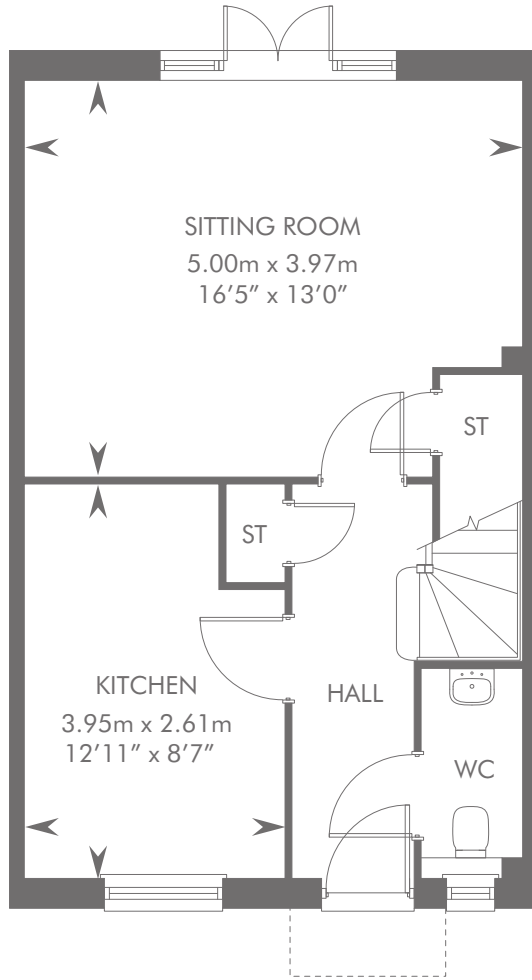 SITTING ROOM
5.00m x 3.97m
16’5” x 13’0”
ST
ST
KITCHEN
3.95m x 2.61m
12’11” x 8’7”
HALL
WC